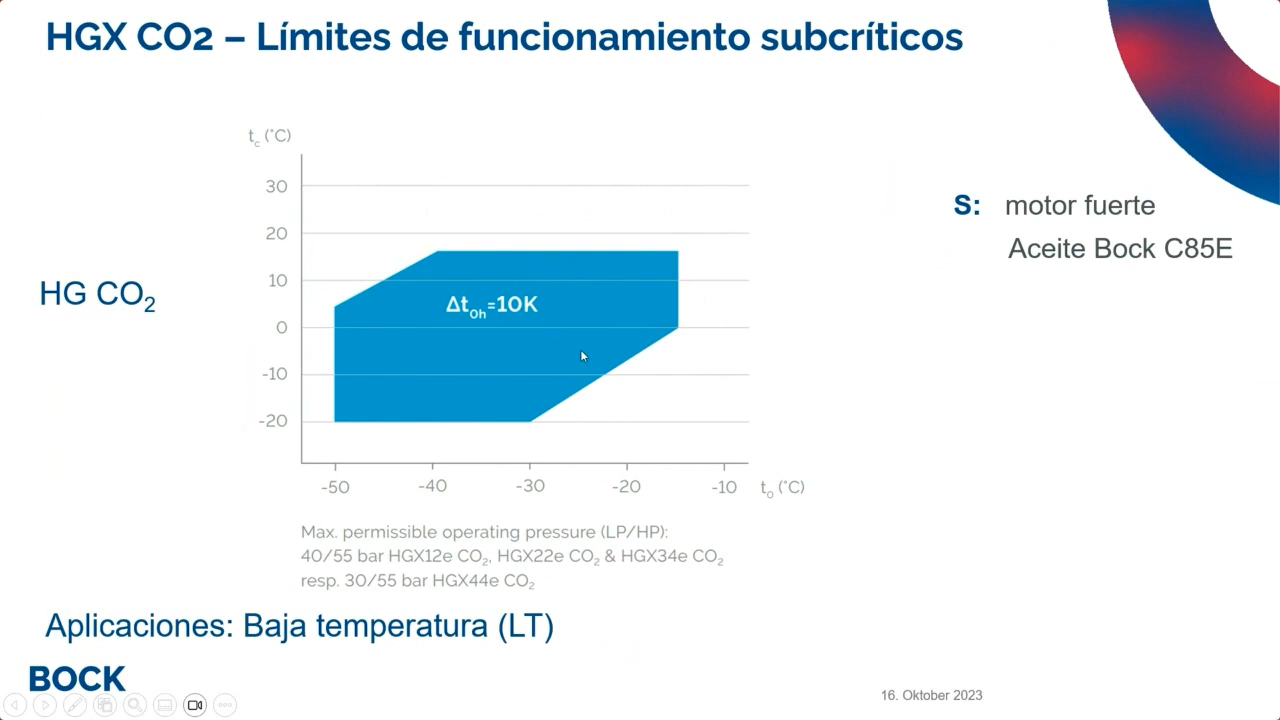 HGX CO2 – Límites de funcionamiento subcríticos
tc (°C)
30
20
10
0
-10
-20
Δt0h=10K
-50 -40 -30 -20 -10 t0 (°C)
HG CO2
S: motor fuerte
Aceite Bock C85E
Max. permissible operating pressure (LP/HP):
40/55 bar HGX12e CO2, HGX22e CO2 & HGX34e CO2
resp. 30/55 bar HGX44e CO2
Aplicaciones: Baja temperatura (LT)
BOCK
16. Oktober 2023